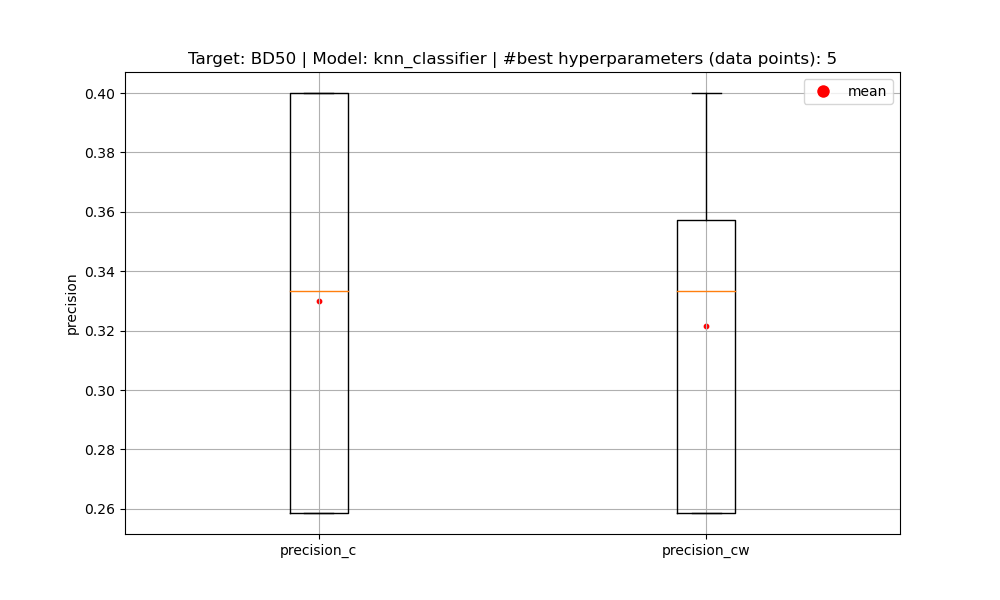 Target: BD50 | Model: knn_classifier | #best hyperparameters (data points): 5
mean
0.40
0.38
0.36
0.34
0.32
0.30
0.28
0.26
precision
precision_c
precision_cw